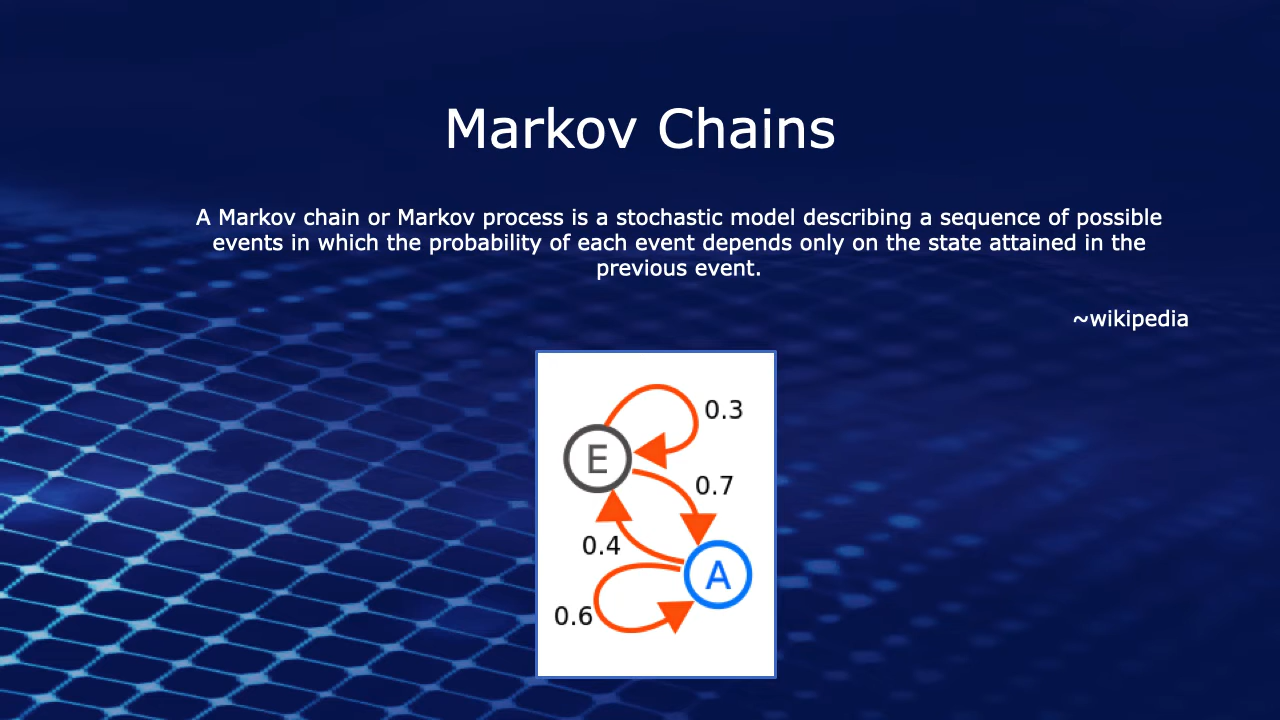 Markov Chains
A Markov chain or Markov process is a stochastic model describing a sequence of possible
events in which the probability of each event depends only on the state attained in the
previous event.
~wikipedia
0.3
E
0.7
0.4
A
0.6